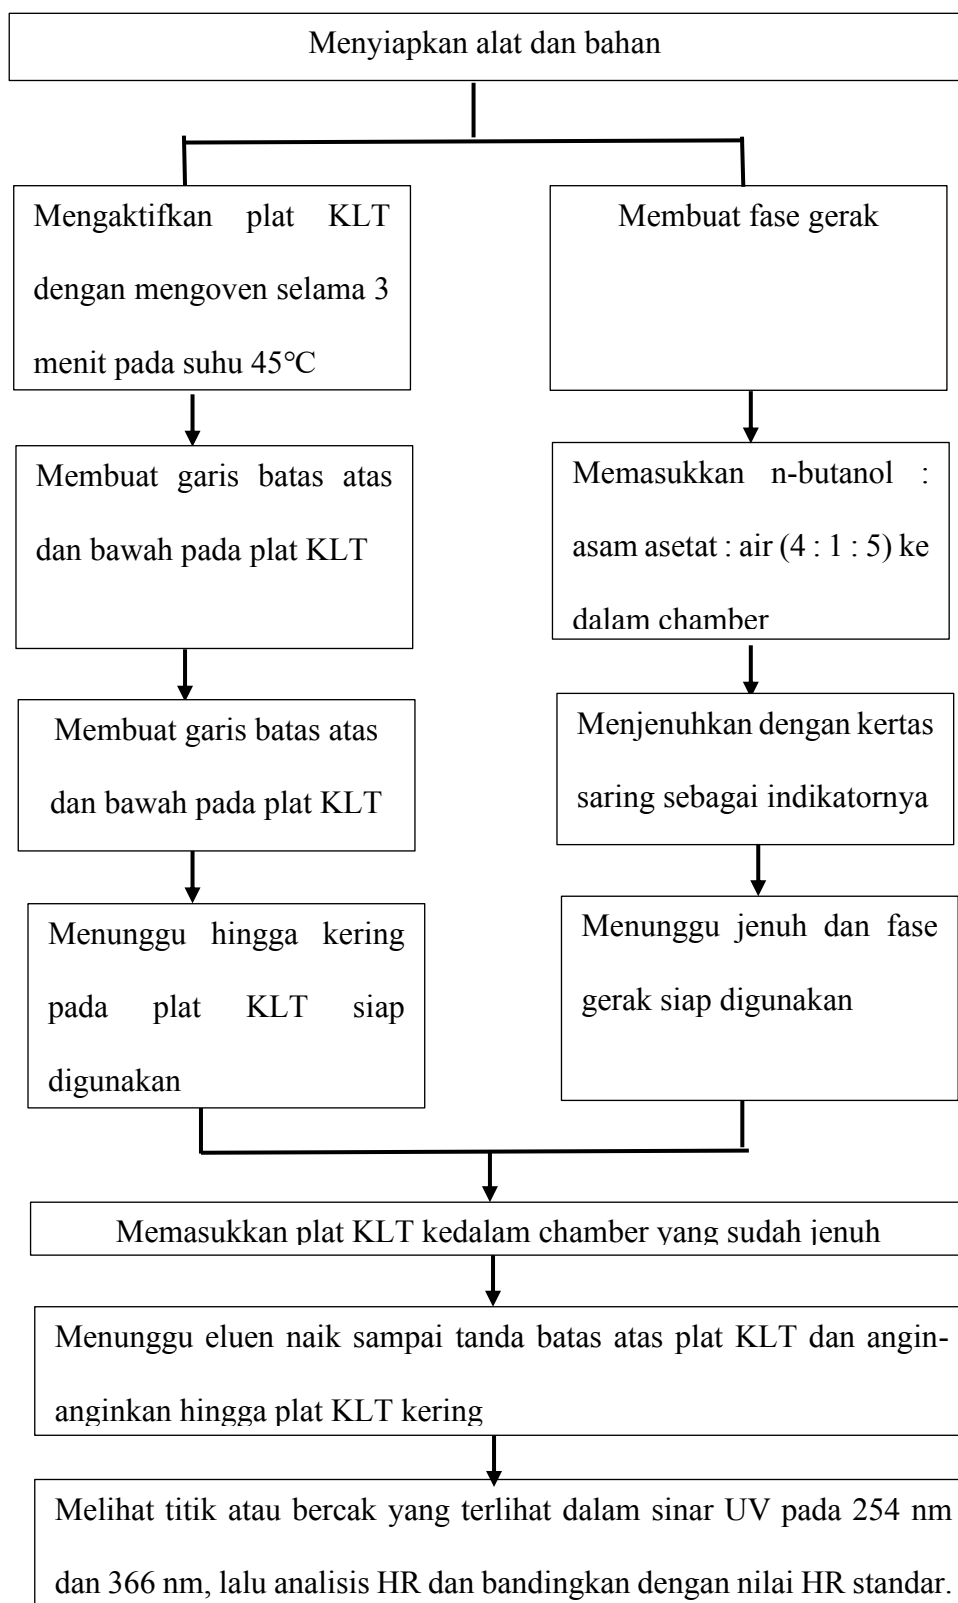 Menyiapkan alat dan bahan
Mengaktifkan plat KLT
dengan mengoven selama 3
menit pada suhu 45℃
Membuat fase gerak
Membuat garis batas atas
dan bawah pada plat KLT
Memasukkan n-butanol :
asam asetat : air (4 : 1 : 5) ke
dalam chamber
Membuat garis batas atas
dan bawah pada plat KLT
Menjenuhkan dengan kertas
saring sebagai indikatornya
Menunggu hingga kering
pada plat KLT siap
digunakan
Menunggu jenuh dan fase
gerak siap digunakan
Memasukkan plat KLT kedalam chamber yang sudah jenuh
Menunggu eluen naik sampai tanda batas atas plat KLT dan angin-
anginkan hingga plat KLT kering
Melihat titik atau bercak yang terlihat dalam sinar UV pada 254 nm
dan 366 nm, lalu analisis HR dan bandingkan dengan nilai HR standar.